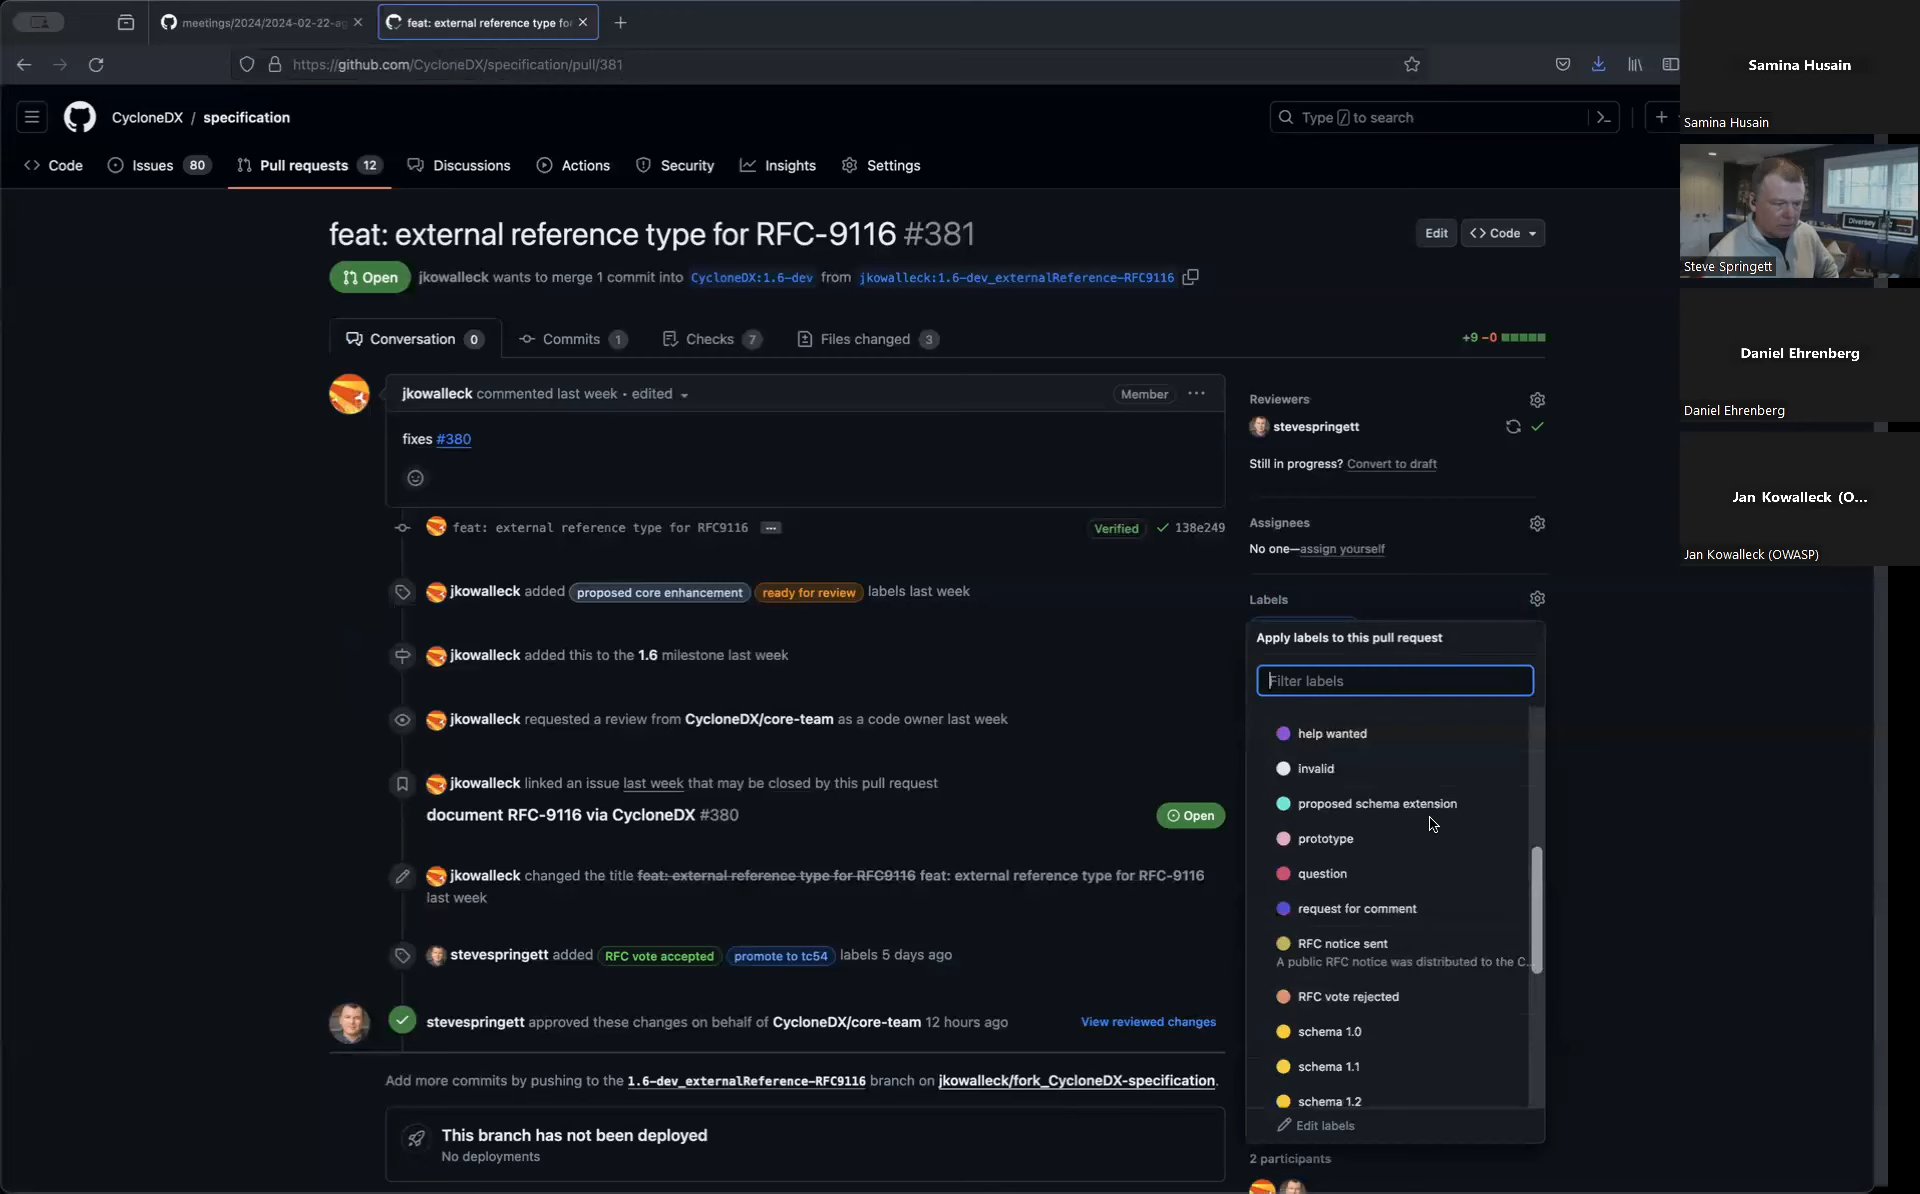 meetings/2024/2024-02-22-ag
feat: external reference type fo
https://github.com/CycloneDX/specification/pull/381
CycloneDX / specification
Type / to search
Code
Issues 80
Pull requests 12
Discussions
Actions
Security
Insights
Settings
feat: external reference type for RFC-9116 #381
Edit
<> Code
Open
jkowalleck wants to merge 1 commit into CycloneDX:1.6-dev from jkowalleck:1.6-dev_externalReference-RFC9116
Conversation 0
Commits 1
Checks 7
Files changed 3
+9 −0
jkowalleck commented last week • edited
Member
fixes #380
feat: external reference type for RFC9116
Verified
138e249
jkowalleck added proposed core enhancement ready for review labels last week
jkowalleck added this to the 1.6 milestone last week
jkowalleck requested a review from CycloneDX/core-team as a code owner last week
jkowalleck linked an issue last week that may be closed by this pull request
document RFC-9116 via CycloneDX #380
Open
jkowalleck changed the title feat: external reference type for RFC9116 feat: external reference type for RFC-9116
last week
stevespringett added RFC vote accepted promote to tc54 labels 5 days ago
stevespringett approved these changes on behalf of CycloneDX/core-team 12 hours ago
View reviewed changes
Add more commits by pushing to the 1.6-dev_externalReference-RFC9116 branch on jkowalleck/fork_CycloneDX-specification.
This branch has not been deployed
No deployments
Reviewers
stevespringett
Still in progress? Convert to draft
Assignees
No one—assign yourself
Labels
Apply labels to this pull request
Filter labels
help wanted
invalid
proposed schema extension
prototype
question
request for comment
RFC notice sent
A public RFC notice was distributed to the C...
RFC vote rejected
schema 1.0
schema 1.1
schema 1.2
Edit labels
2 participants
Samina Husain
Samina Husain
Diversey
Steve Springett
Daniel Ehrenberg
Daniel Ehrenberg
Jan Kowalleck (O...
Jan Kowalleck (OWASP)